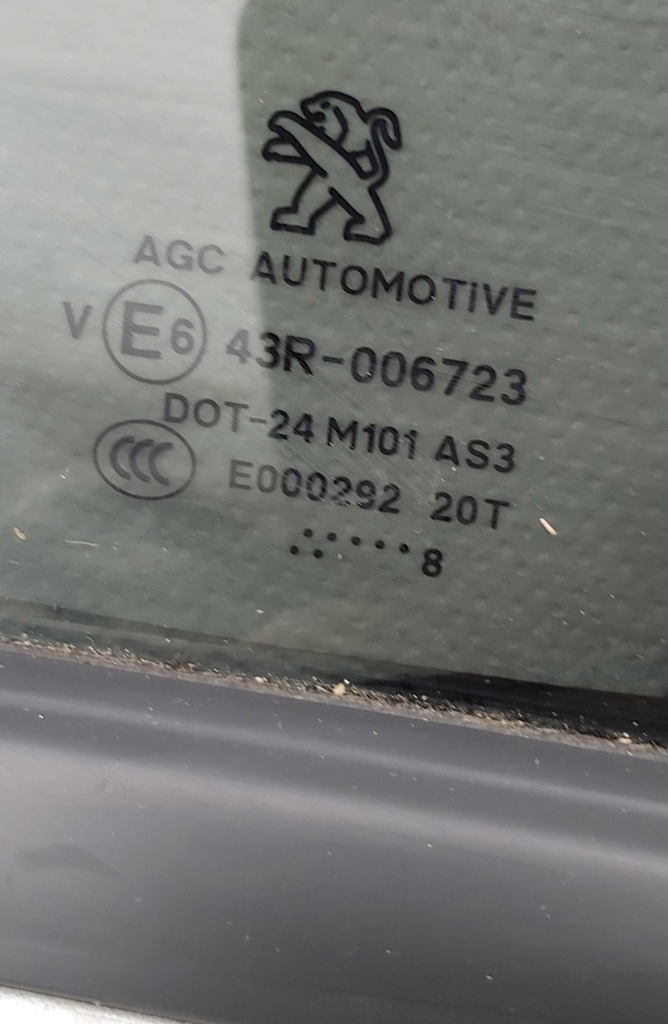 AGC AUTOMOTIVE
V E6 43R-006723
DOT-24 M101 AS3
CCC E000292 20T
8